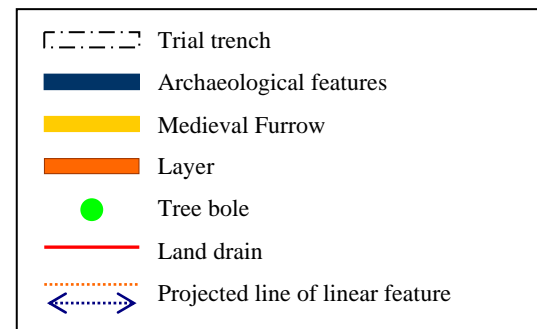 Trial trench
Archaeological features
Medieval Furrow
Layer
Tree bole
Land drain
Projected line of linear feature